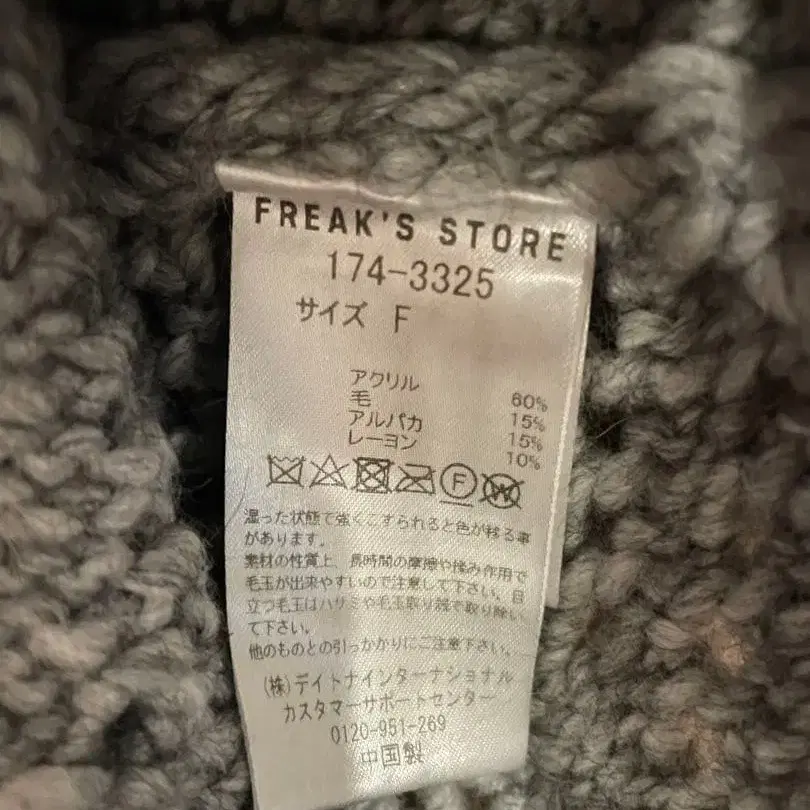 FREAK'S STORE
174-3325
サイズ F
アクリル 60%
毛 15%
アルパカ 15%
レーヨン 10%
F
W
湿った状態で強くこすられると色が移る事
があります。
素材の性質上、長時間の摩擦や揉み作用で
毛玉が出来やすいので注意して下さい。目
立つ毛玉はハサミや毛玉取り器で取り除い
て下さい。
他のものとの引っかかりにご注意下さい。
(株)デイトナインターナショナル
カスタマーサポートセンター
0120-951-269
中国製